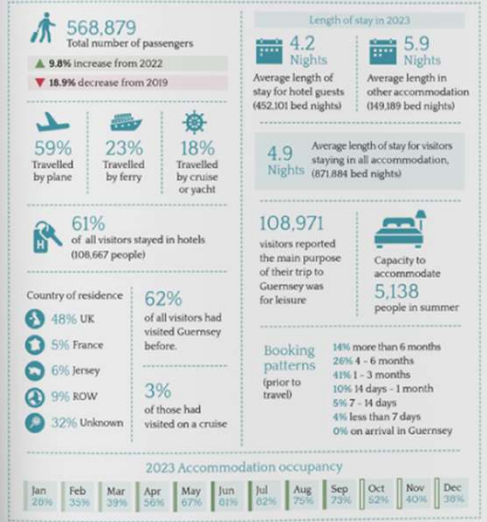 568,879
Total number of passengers
▲ 9.8% increase from 2022
▼ 18.9% decrease from 2019
59%
Travelled
by plane
23%
Travelled
by ferry
18%
Travelled
by cruise
or yacht
H
61%
of all visitors stayed in hotels
(108,667 people)
Country of residence
48% UK
5% France
6% Jersey
9% ROW
32% Unknown
62%
of all visitors had
visited Guernsey
before.
3%
of those had
visited on a cruise
Length of stay in 2023
4.2
Nights
Average length of
stay for hotel guests
(452,101 bed nights)
5.9
Nights
Average length in
other accommodation
(149,189 bed nights)
4.9
Nights
Average length of stay for visitors
staying in all accommodation,
(871,884 bed nights)
108,971
visitors reported
the main purpose
of their trip to
Guernsey was
for leisure
Capacity to
accommodate
5,138
people in summer
Booking
patterns
(prior to
travel)
14% more than 6 months
26% 4 - 6 months
41% 1 - 3 months
10% 14 days - 1 month
5% 7 - 14 days
4% less than 7 days
0% on arrival in Guernsey
2023 Accommodation occupancy
Jan
Feb
Mar
Apr
May
Jun
Jul
Aug
Sep
Oct
Nov
Dec
35%
39%
56%
67%
81%
82%
75%
73%
52%
40%
38%